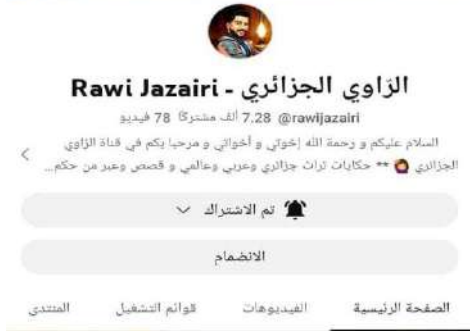 الرّاوي الجزائري - Rawi Jazairi
@rawijazairi 7.28 ألف مشتركًا 78 فيديو
السلام عليكم و رحمة الله إخوتي و أخواتي و مرحبا بكم في قناة الرّاوي
الجزائري 🙆 ** حكايات تراث جزائري وعربي وعالمي و قصص وعبر من حكم...
تم الاشتراك
الانضمام
الصفحة الرئيسية الفيديوهات قوائم التشغيل المنتدى